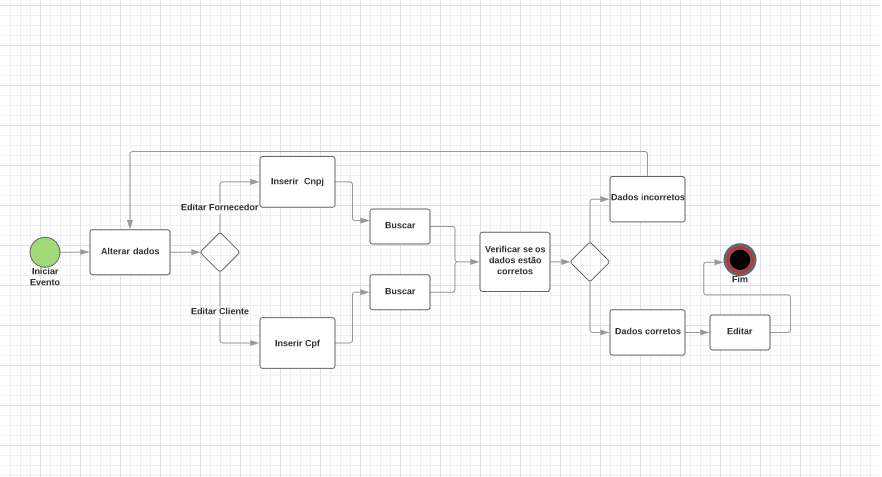 Iniciar
Evento
Alterar dados
Editar Fornecedor
Editar Cliente
Inserir Cnpj
Inserir Cpf
Buscar
Buscar
Verificar se os
dados estão
corretos
Dados incorretos
Dados corretos
Editar
Fim